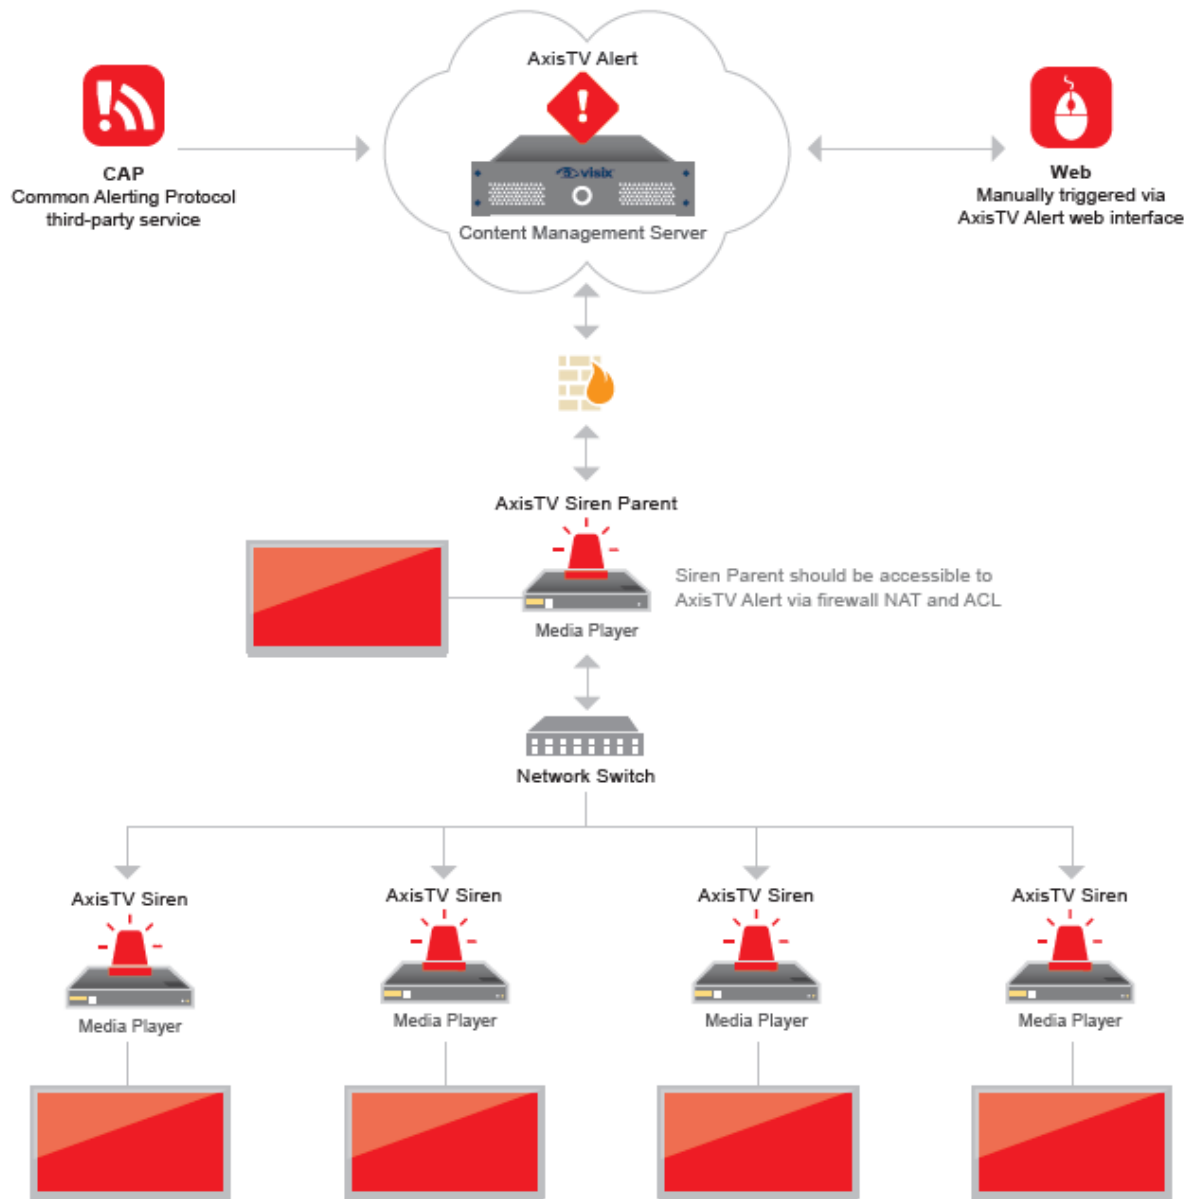 AxisTV Alert
visix
Content Management Server
CAP
Common Alerting Protocol
third-party service
Web
Manually triggered via
AxisTV Alert web interface
AxisTV Siren Parent
Media Player
Siren Parent should be accessible to
AxisTV Alert via firewall NAT and ACL
Network Switch
AxisTV Siren
Media Player
AxisTV Siren
Media Player
AxisTV Siren
Media Player
AxisTV Siren
Media Player